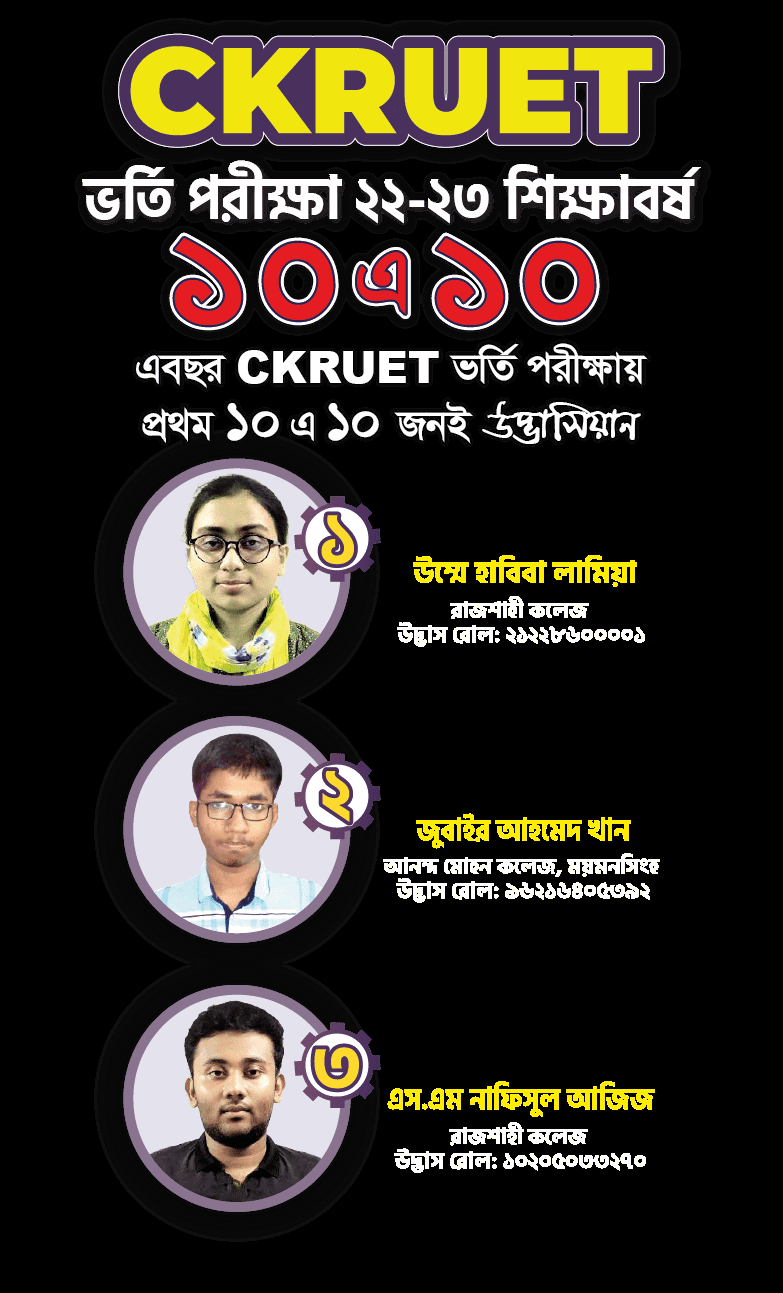 CKRUET
ভর্তি পরীক্ষা ২২-২৩ শিক্ষাবর্ষ
১০ এ ১০
এবছর CKRUET ভর্তি পরীক্ষায়
প্রথম ১০ এ ১০ জনই উদ্ভাসিয়ান
১
উম্মে হাবিবা লামিয়া
রাজশাহী কলেজ
উদ্ভাস রোল: ২১২২৮৬০০০০১
২
জুবাইর আহমেদ খান
আনন্দ মোহন কলেজ, ময়মনসিংহ
উদ্ভাস রোল: ৯৬২১৬৪০৫৩৯২
৩
এস.এম নাফিসুল আজিজ
রাজশাহী কলেজ
উদ্ভাস রোল: ১০২০৫০৩৩২৭০